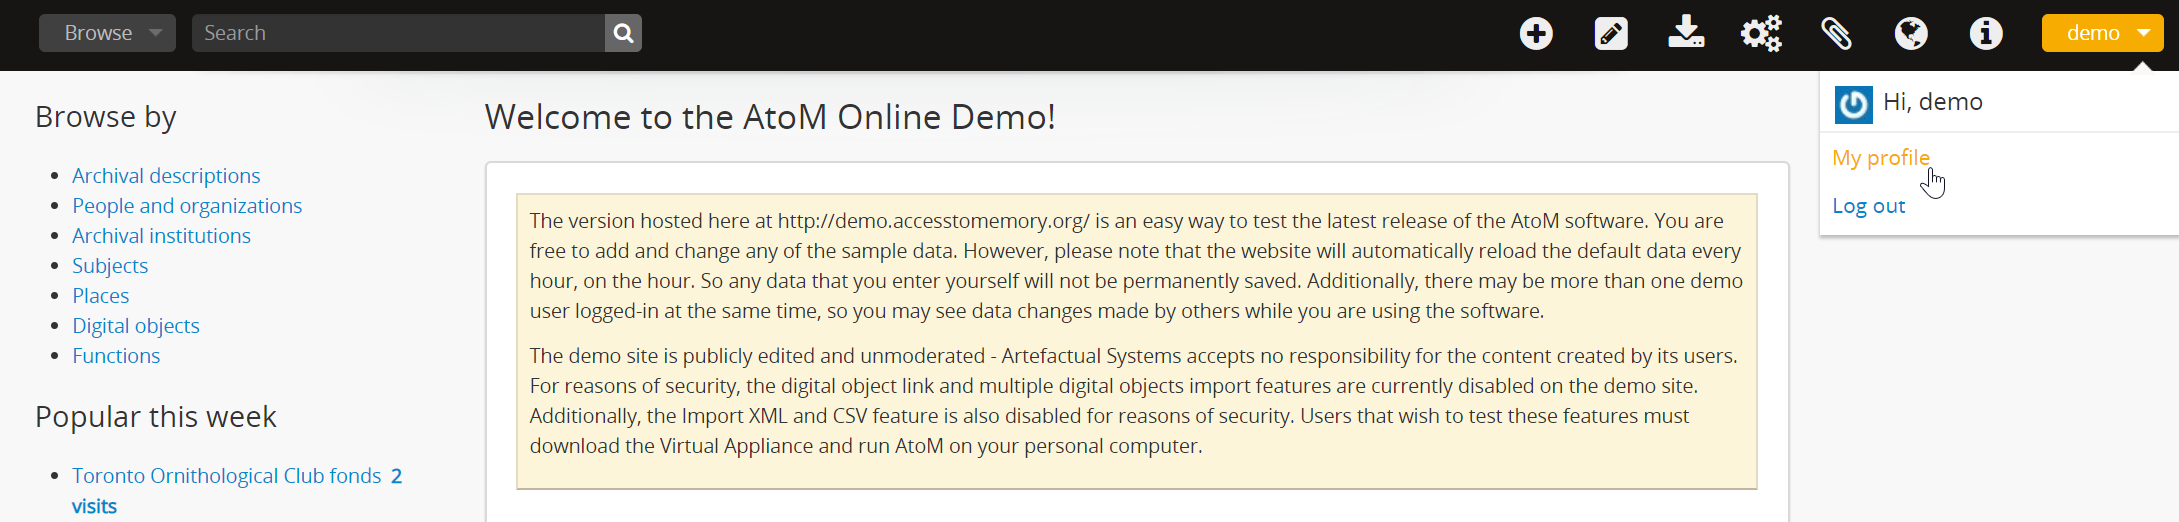 Browse
Search
demo
Hi, demo
My profile
Log out
Browse by
Archival descriptions
People and organizations
Archival institutions
Subjects
Places
Digital objects
Functions
Popular this week
Toronto Ornithological Club fonds 2
visits
Welcome to the AtoM Online Demo!
The version hosted here at http://demo.accesstomemory.org/ is an easy way to test the latest release of the AtoM software. You are
free to add and change any of the sample data. However, please note that the website will automatically reload the default data every
hour, on the hour. So any data that you enter yourself will not be permanently saved. Additionally, there may be more than one demo
user logged-in at the same time, so you may see data changes made by others while you are using the software.
The demo site is publicly edited and unmoderated - Artefactual Systems accepts no responsibility for the content created by its users.
For reasons of security, the digital object link and multiple digital objects import features are currently disabled on the demo site.
Additionally, the Import XML and CSV feature is also disabled for reasons of security. Users that wish to test these features must
download the Virtual Appliance and run AtoM on your personal computer.